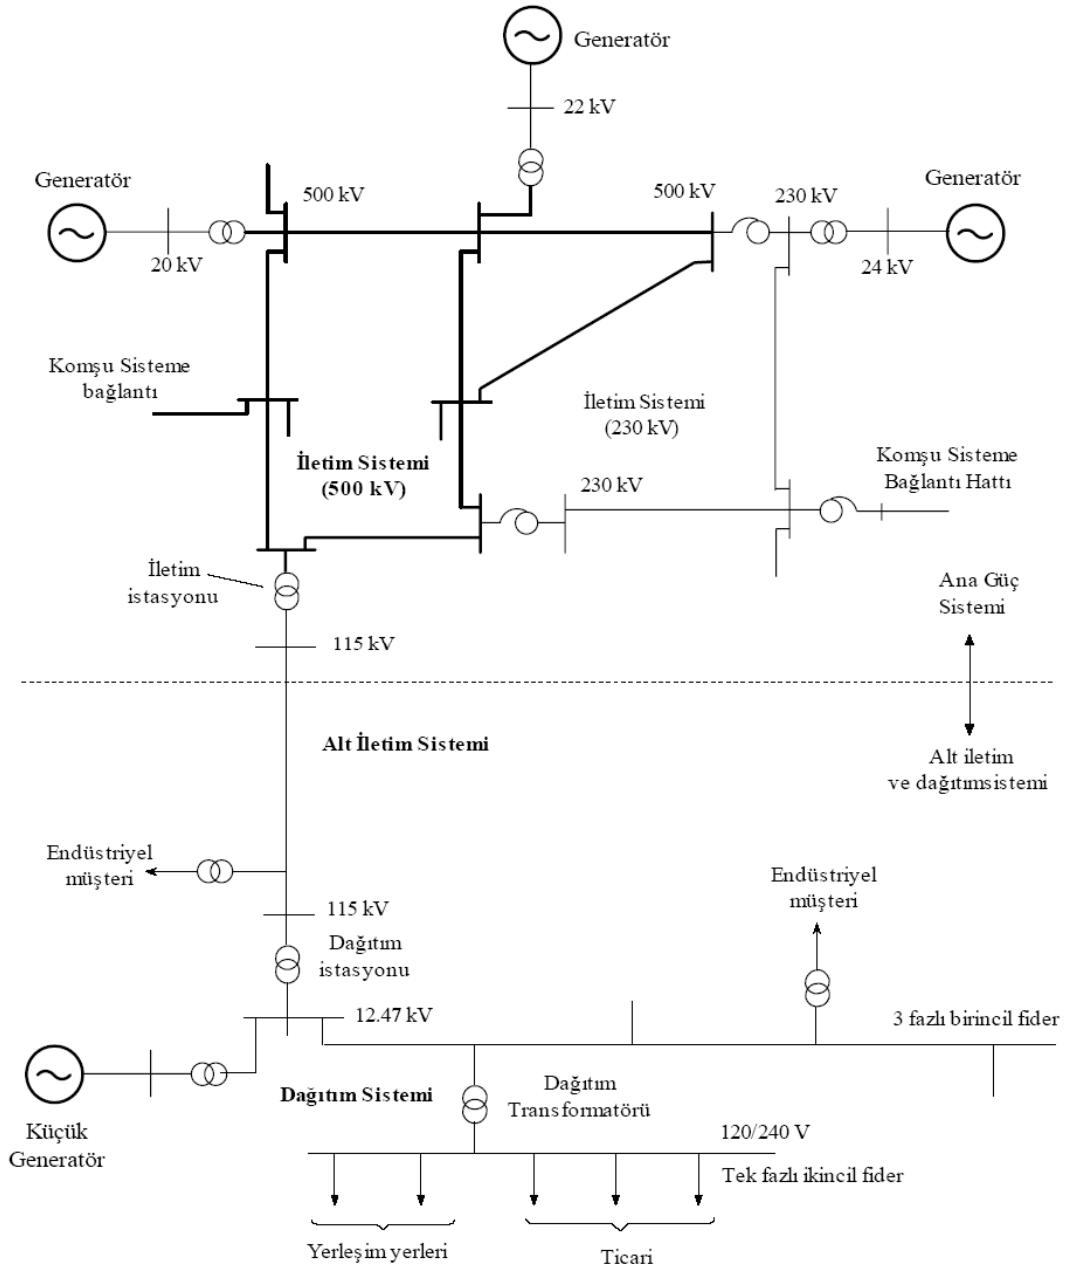 Generatör
22 kV
Generatör
500 kV
500 kV
230 kV
Generatör
20 kV
24 kV
Komşu Sisteme
bağlantı
İletim Sistemi
(230 kV)
İletim Sistemi
(500 kV)
230 kV
Komşu Sisteme
Bağlantı Hattı
İletim
istasyonu
Ana Güç
Sistemi
115 kV
Alt İletim Sistemi
Alt iletim
ve dağıtımsistemi
Endüstriyel
müşteri
Endüstriyel
müşteri
115 kV
Dağıtım
istasyonu
12.47 kV
3 fazlı birincil fider
Dağıtım Sistemi
Dağıtım
Transformatörü
Küçük
Generatör
120/240 V
Tek fazlı ikincil fider
Yerleşim yerleri
Ticari